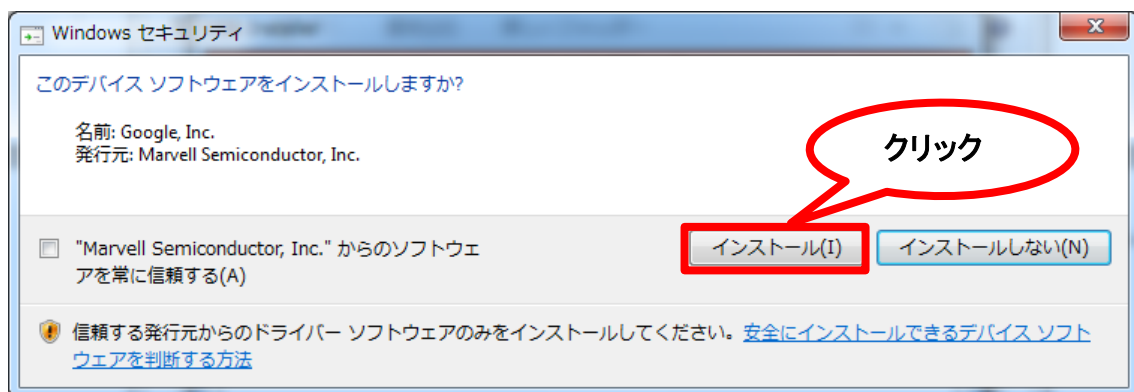 Windows セキュリティ
このデバイス ソフトウェアをインストールしますか?
名前: Google, Inc.
発行元: Marvell Semiconductor, Inc.
クリック
"Marvell Semiconductor, Inc." からのソフトウェ
アを常に信頼する(A)
インストール(I)
インストールしない(N)
信頼する発行元からのドライバー ソフトウェアのみをインストールしてください。安全にインストールできるデバイス ソフト
ウェアを判断する方法